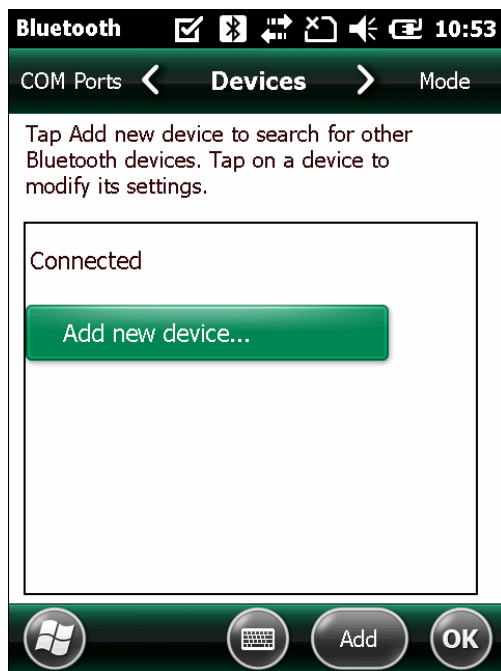 Bluetooth 10:53
COM Ports Devices Mode
Tap Add new device to search for other
Bluetooth devices. Tap on a device to
modify its settings.
Connected
Add new device...
Add OK